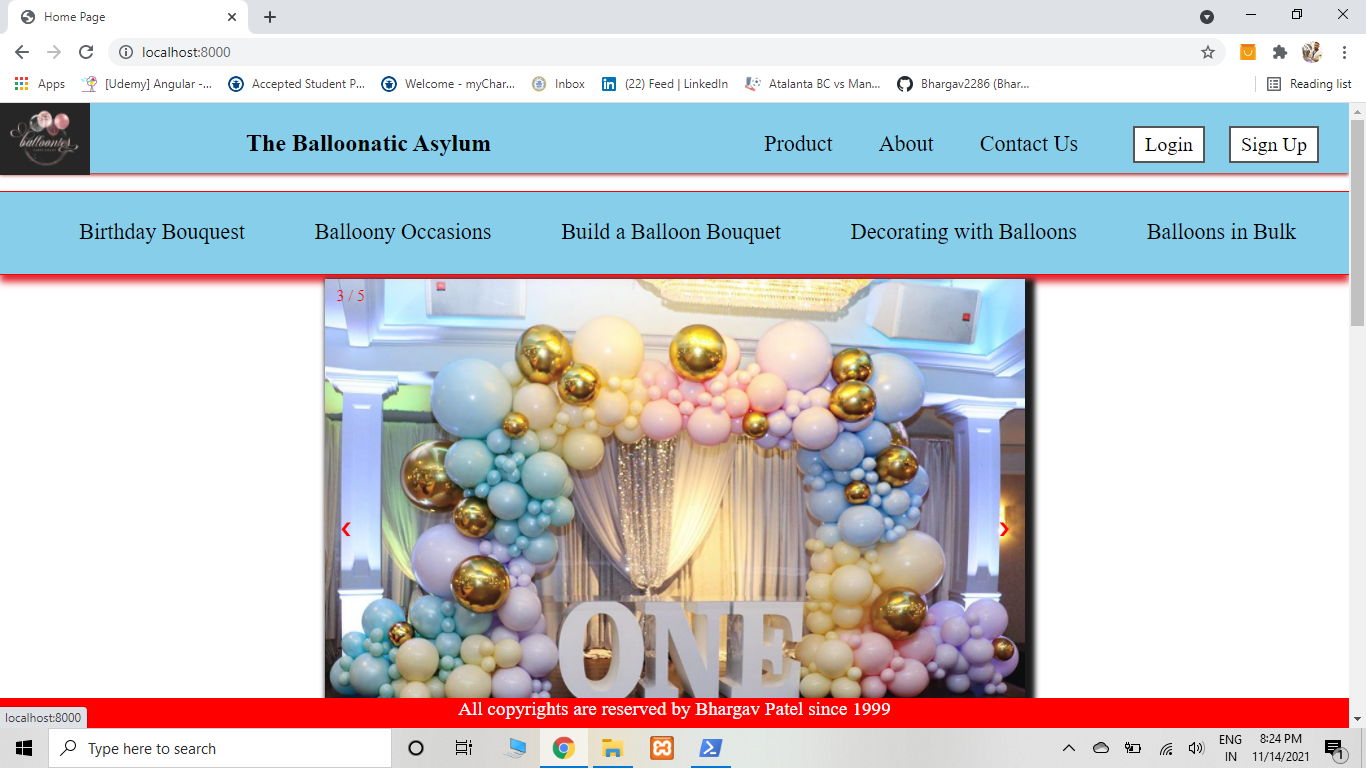 Home Page
localhost:8000
Apps
[Udemy] Angular -...
Accepted Student P...
Welcome - myChar...
Inbox
(22) Feed | LinkedIn
Atalanta BC vs Man...
Bhargav2286 (Bhar...
Reading list
balloontes
The Balloonatic Asylum
Product
About
Contact Us
Login
Sign Up
Birthday Bouquest
Balloony Occasions
Build a Balloon Bouquet
Decorating with Balloons
Balloons in Bulk
3 / 5
❮
❯
ONE
All copyrights are reserved by Bhargav Patel since 1999
localhost:8000
Type here to search
ENG
IN
8:24 PM
11/14/2021
1